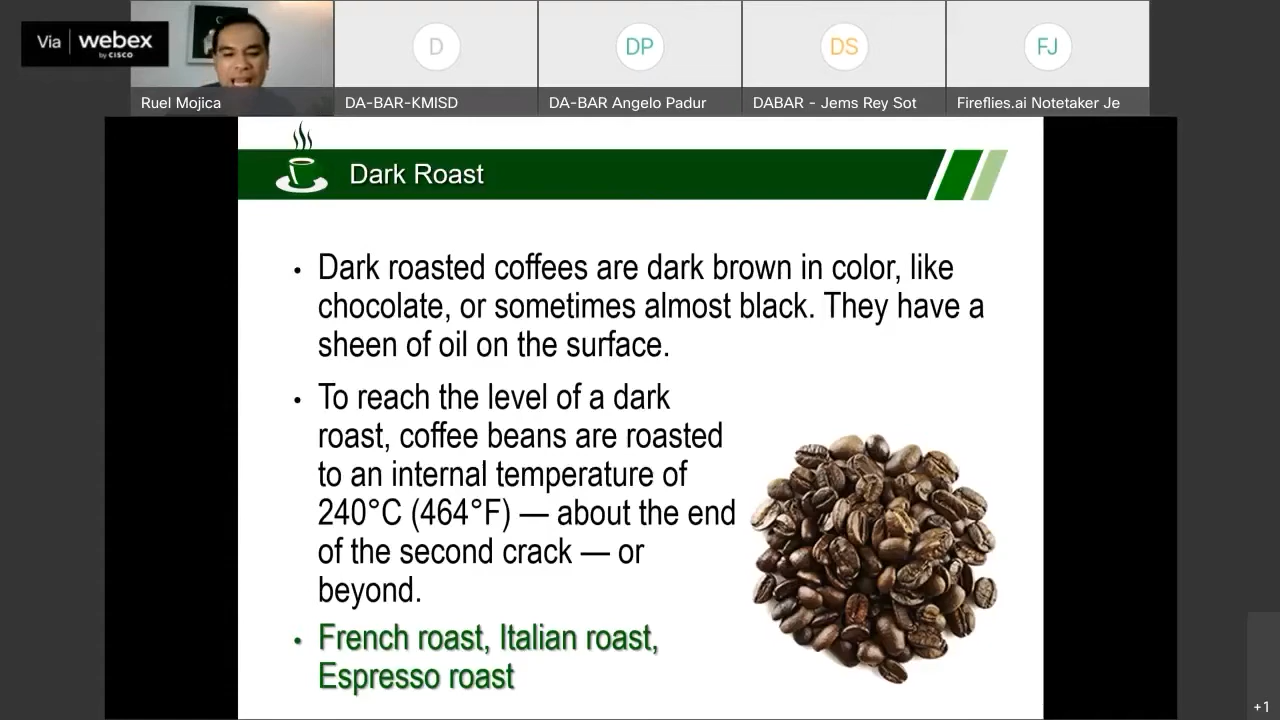 Via webex
by CISCO
Ruel Mojica
D
DA-BAR-KMISD
DP
DA-BAR Angelo Padur
DS
DABAR - Jems Rey Sot
FJ
Fireflies.ai Notetaker Je
Dark Roast
• Dark roasted coffees are dark brown in color, like
chocolate, or sometimes almost black. They have a
sheen of oil on the surface.
• To reach the level of a dark
roast, coffee beans are roasted
to an internal temperature of
240°C (464°F) — about the end
of the second crack — or
beyond.
• French roast, Italian roast,
Espresso roast
+1